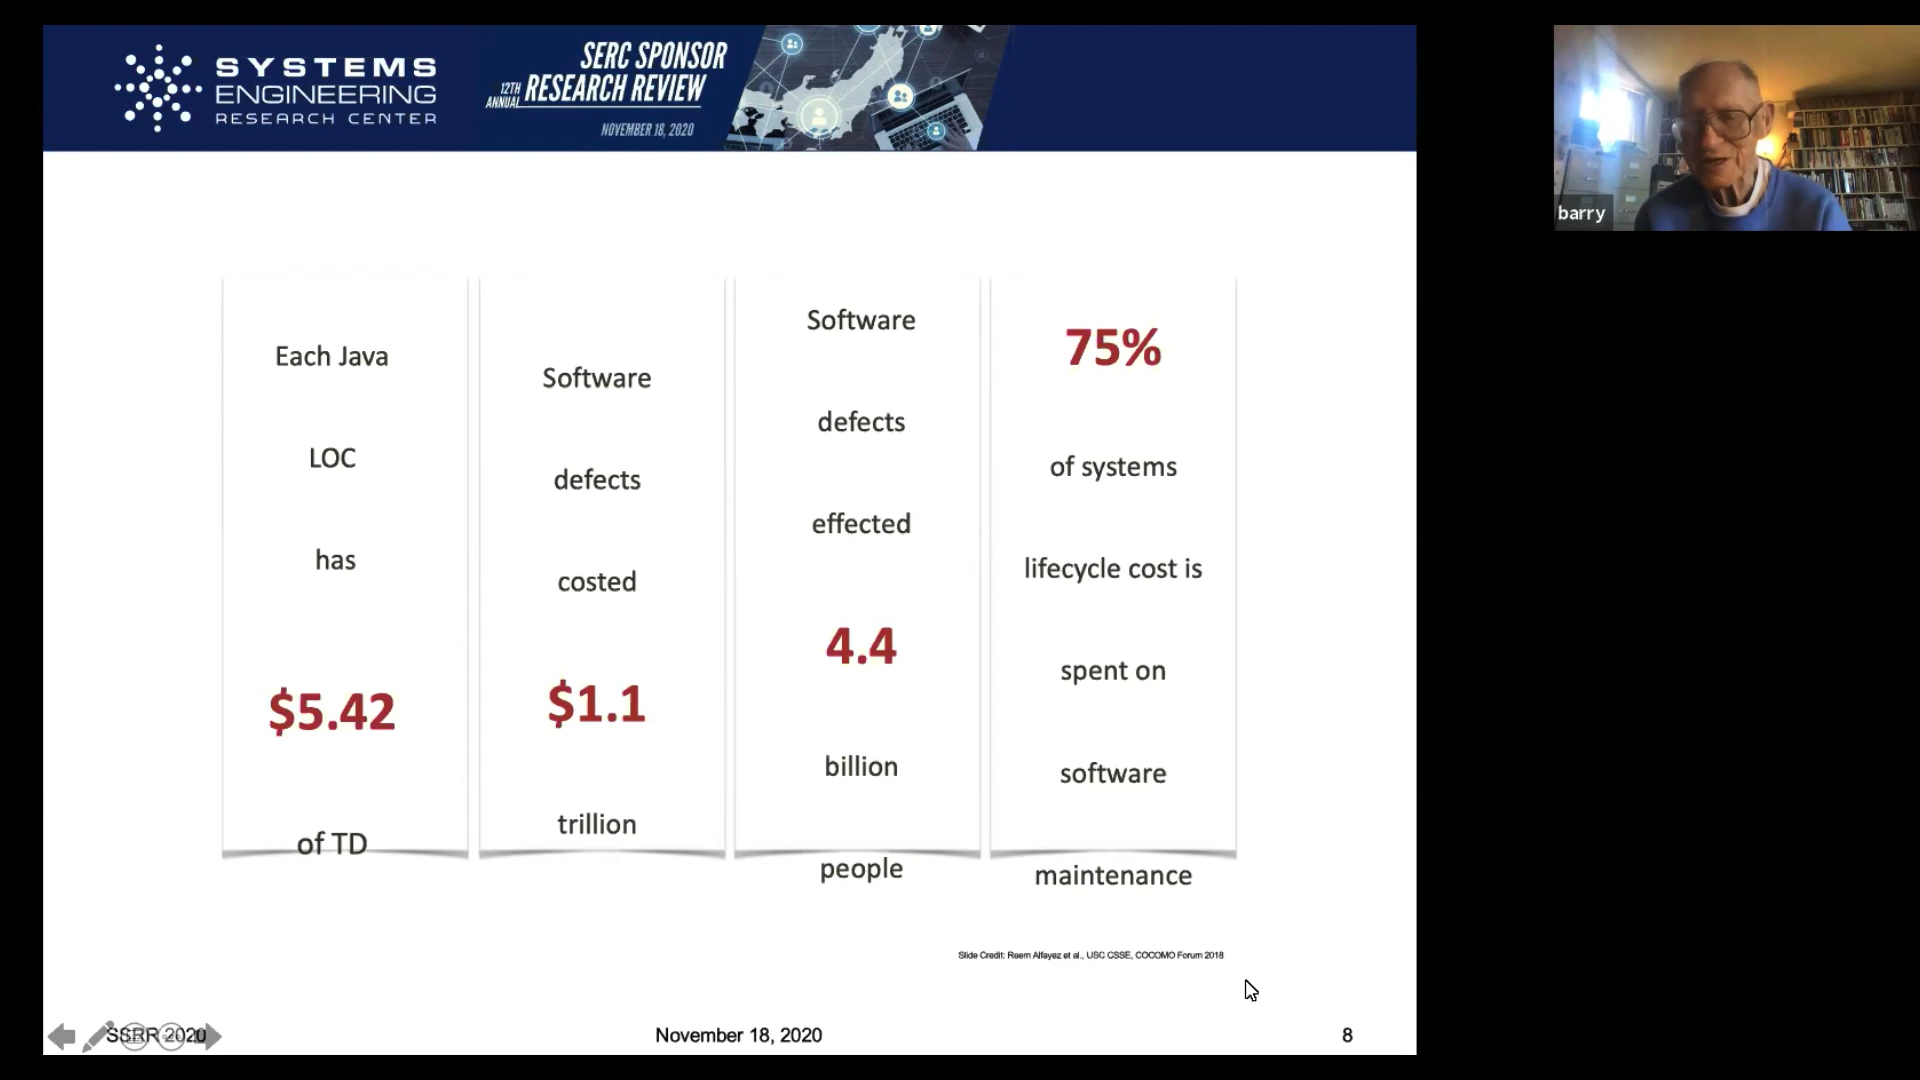 SYSTEMS
ENGINEERING
RESEARCH CENTER
SERC SPONSOR
12TH
ANNUAL
RESEARCH REVIEW
NOVEMBER 18, 2020
barry
Each Java
LOC
has
$5.42
of TD
Software
defects
costed
$1.1
trillion
Software
defects
effected
4.4
billion
people
75%
of systems
lifecycle cost is
spent on
software
maintenance
Slide Credit: Reem Alfayez et al., USC CSSE, COCOMO Forum 2018
SSRR 2020
November 18, 2020
8